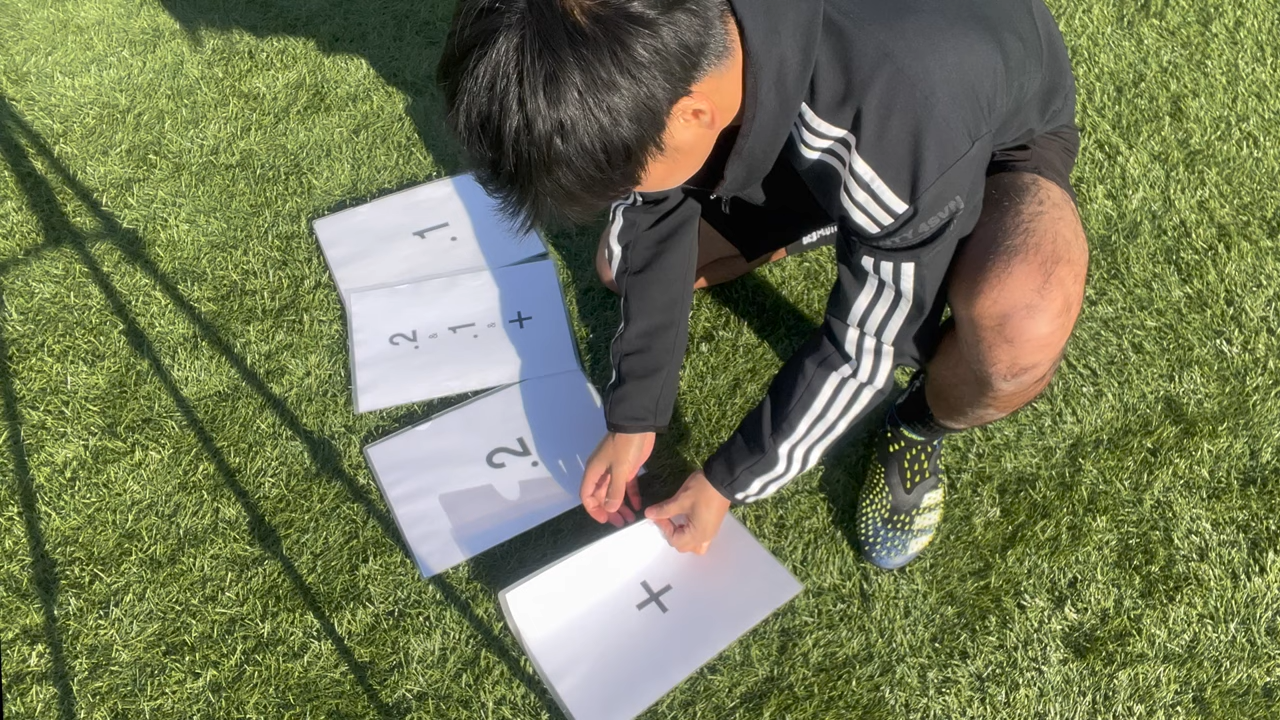 .1.
.2 & .1. & +
.2.
+